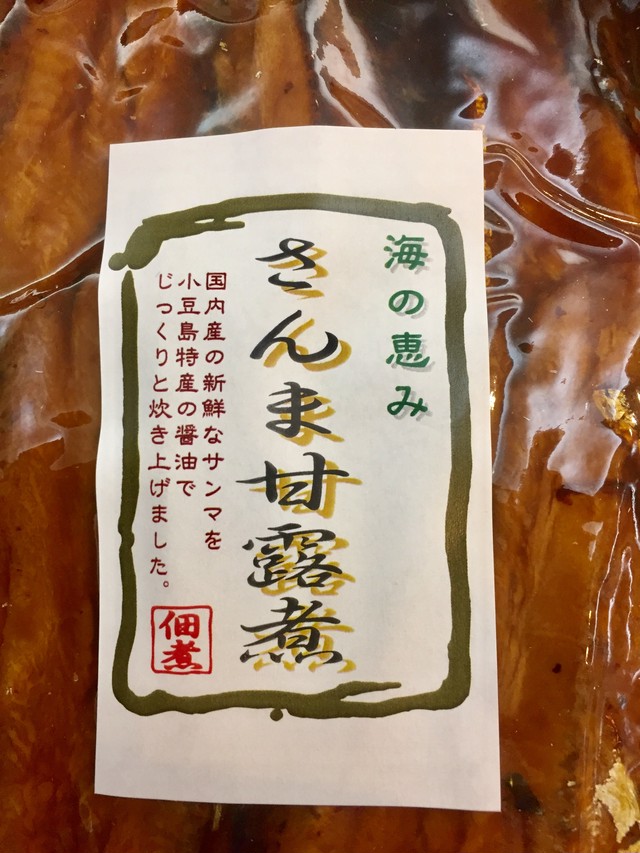 海の恵み
さんま甘露煮
国内産の新鮮なサンマを
小豆島特産の醤油で
じっくりと炊き上げました。
佃煮